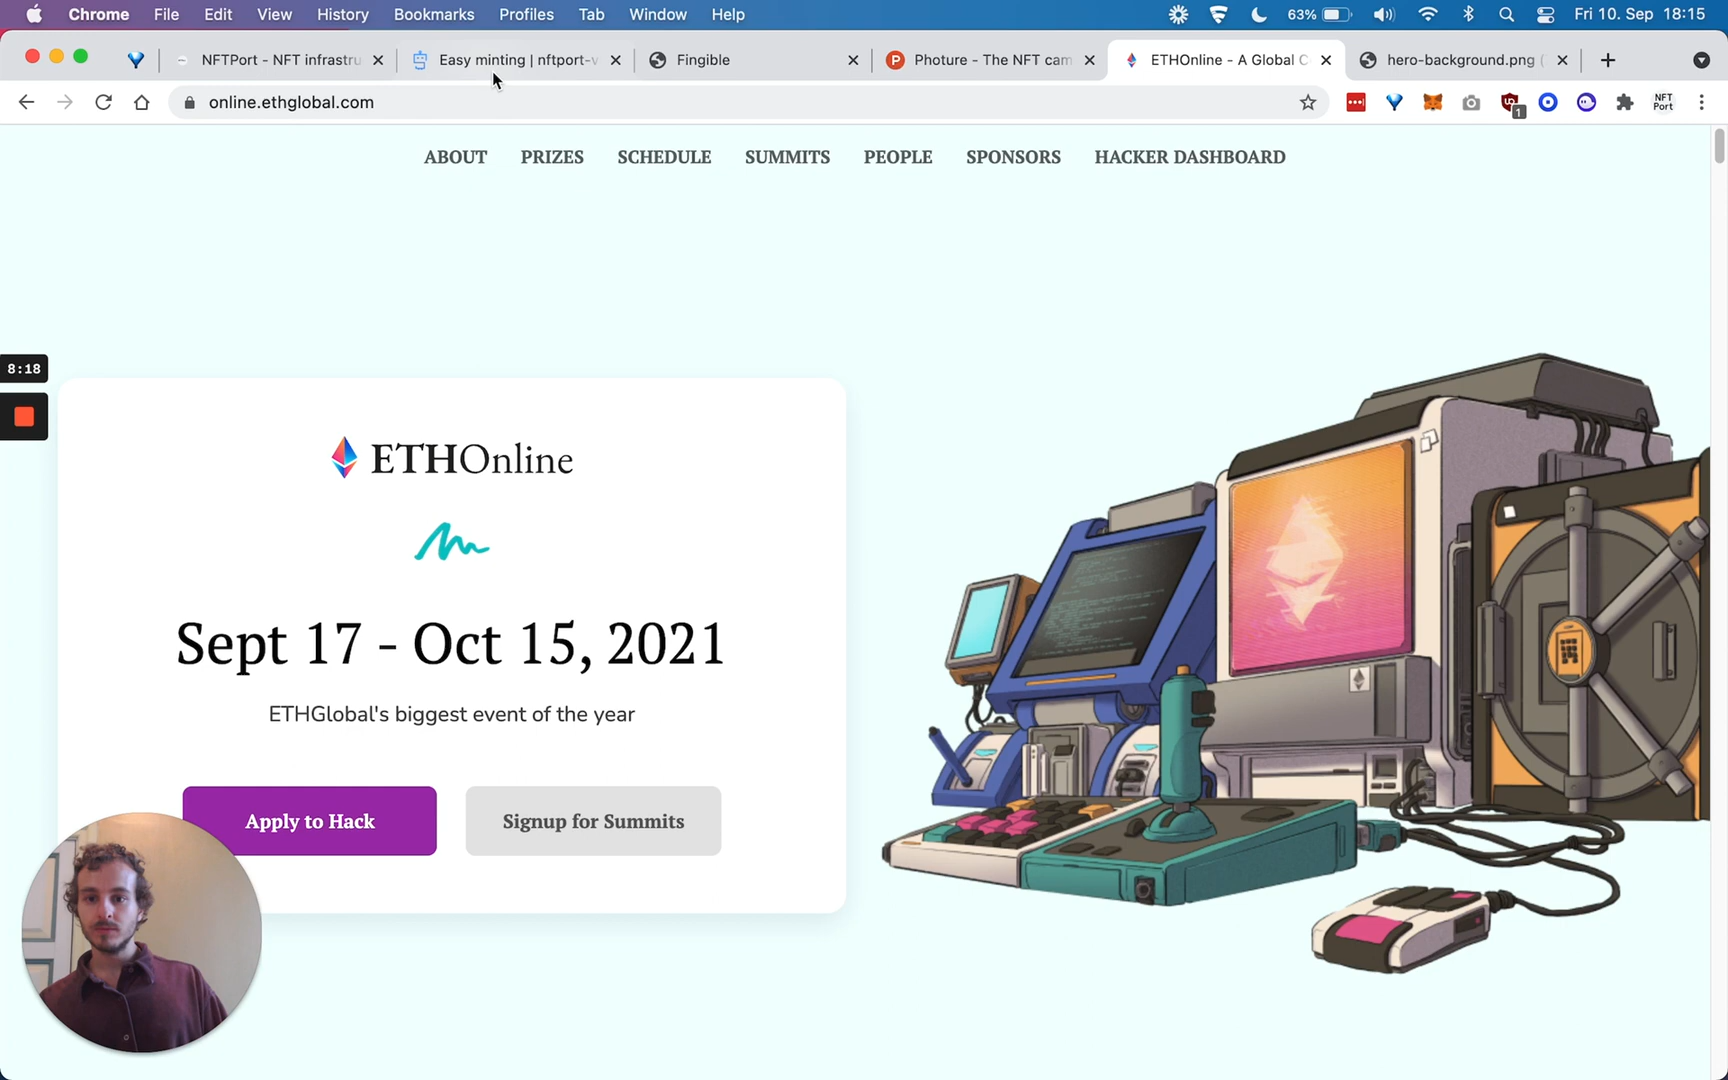 Chrome File Edit View History Bookmarks Profiles Tab Window Help 63% Fri 10. Sep 18:15
NFTPort - NFT infrastru Easy minting | nftport-v Fingible Photure - The NFT cam ETHOnline - A Global C hero-background.png (
online.ethglobal.com 1 NFT Port
ABOUT PRIZES SCHEDULE SUMMITS PEOPLE SPONSORS HACKER DASHBOARD
8:18
ETHOnline
Sept 17 - Oct 15, 2021
ETHGlobal's biggest event of the year
Apply to Hack Signup for Summits